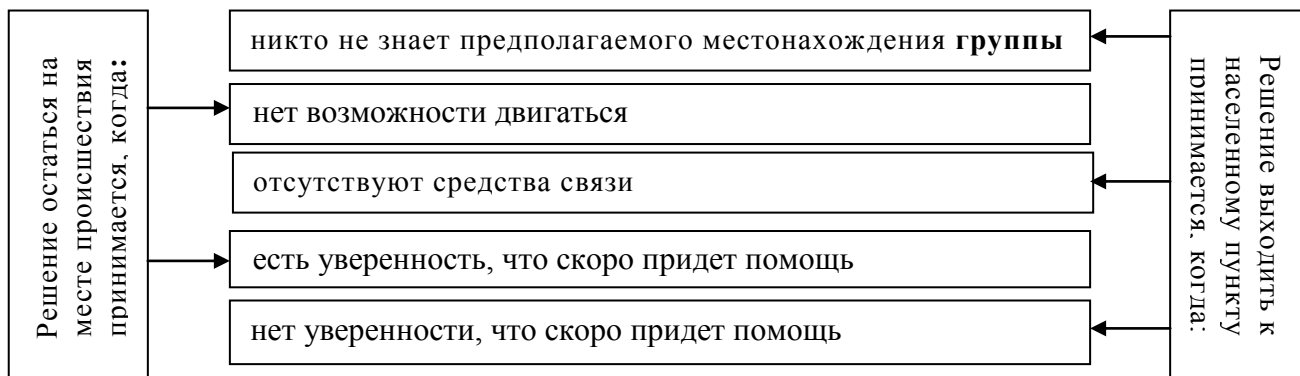 Решение остаться на
месте происшествия
принимается, когда:
никто не знает предполагаемого местонахождения группы
нет возможности двигаться
отсутствуют средства связи
есть уверенность, что скоро придет помощь
нет уверенности, что скоро придет помощь
Решение выходить к
населенному пункту
принимается, когда: